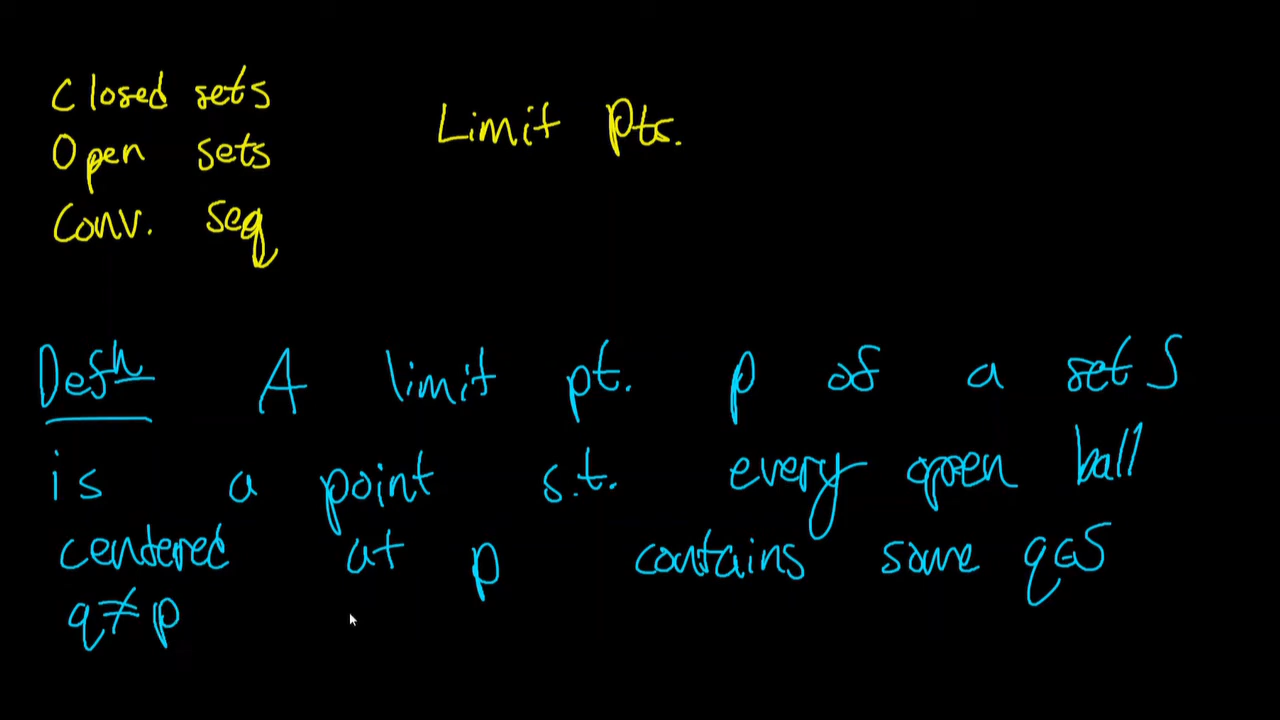 Closed sets
Open sets
Conv. seq
Limit Pts.
Defn A limit pt. p of a set S
is a point s.t. every open ball
centered at p contains some q∈S
q≠p